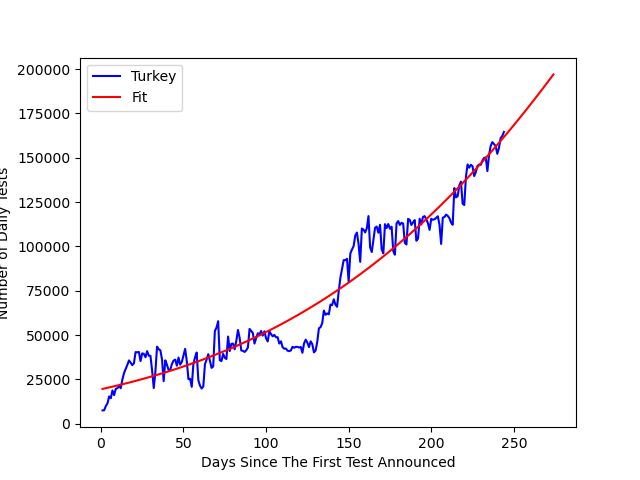 Turkey
Fit
200000
175000
150000
125000
100000
75000
50000
25000
0
Number of Daily Tests
0 50 100 150 200 250
Days Since The First Test Announced